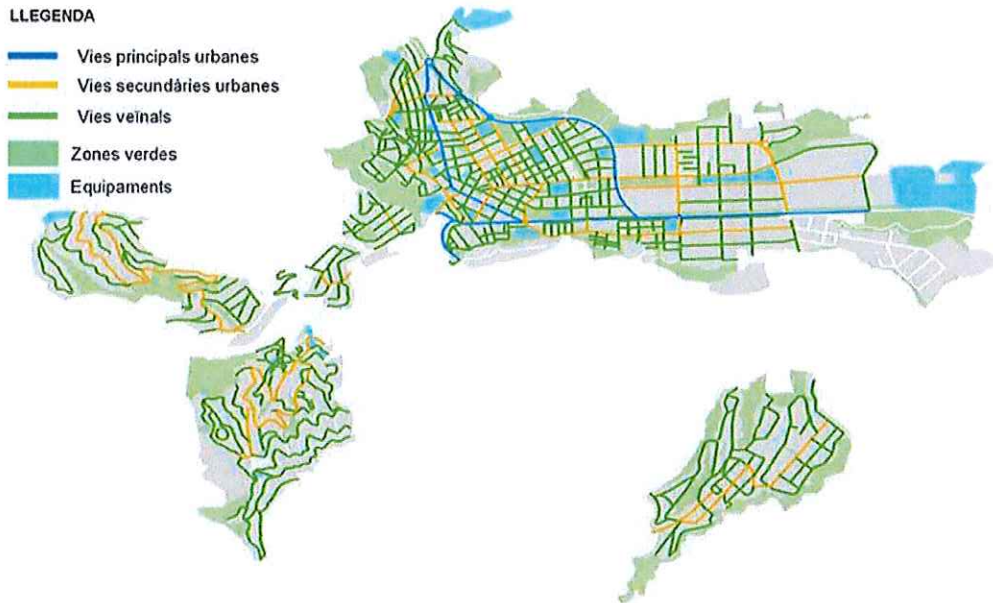 LLEGENDA
Vies principals urbanes
Vies secundàries urbanes
Vies veïnals
Zones verdes
Equipaments